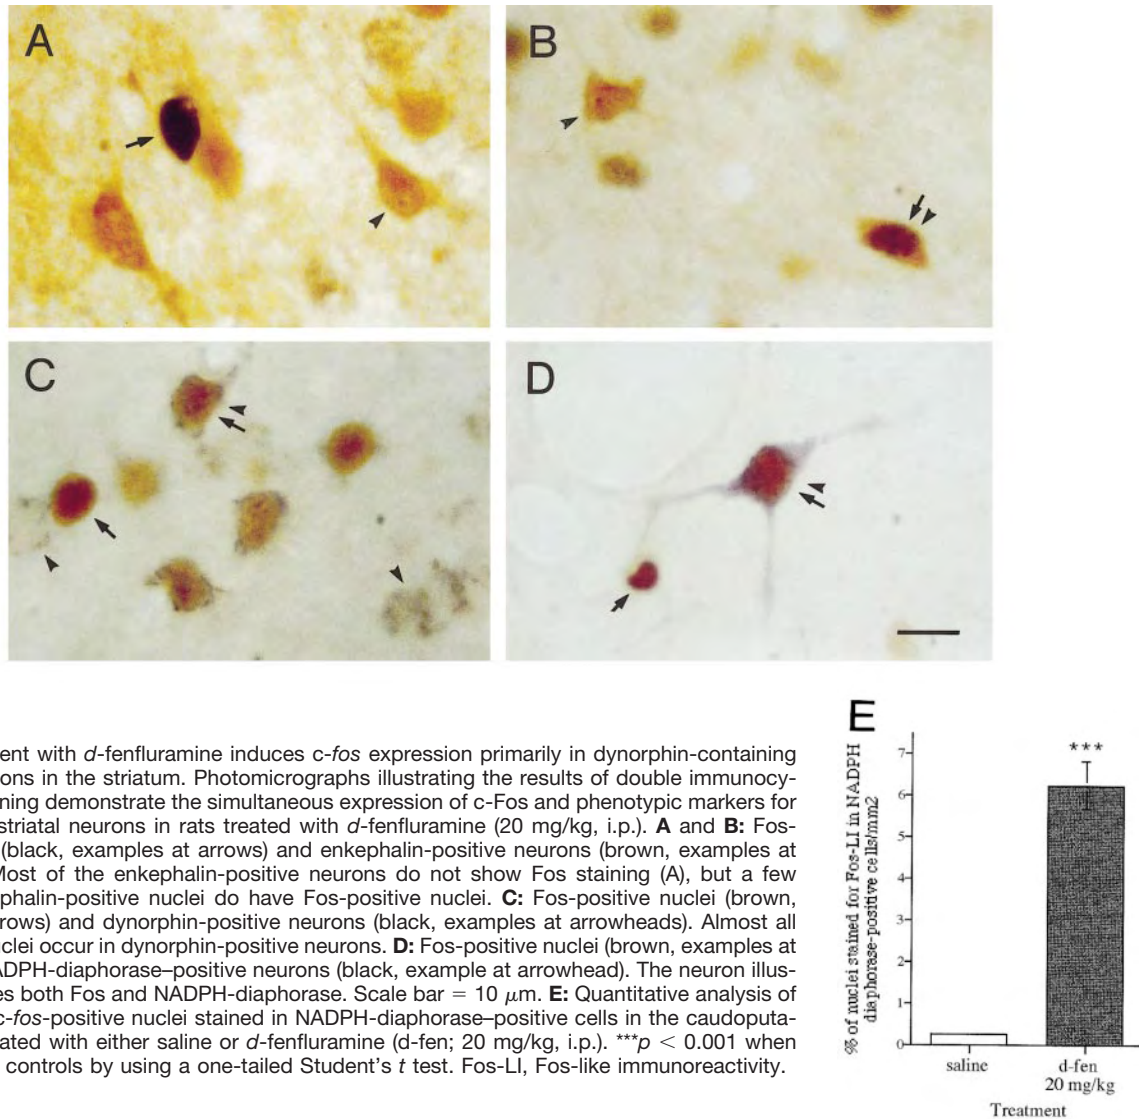 A
B
C
D
ent with d-fenfluramine induces c-fos expression primarily in dynorphin-containing
ons in the striatum. Photomicrographs illustrating the results of double immunocy-
ning demonstrate the simultaneous expression of c-Fos and phenotypic markers for
striatal neurons in rats treated with d-fenfluramine (20 mg/kg, i.p.). A and B: Fos-
(black, examples at arrows) and enkephalin-positive neurons (brown, examples at
Most of the enkephalin-positive neurons do not show Fos staining (A), but a few
ephalin-positive nuclei do have Fos-positive nuclei. C: Fos-positive nuclei (brown,
rrows) and dynorphin-positive neurons (black, examples at arrowheads). Almost all
uclei occur in dynorphin-positive neurons. D: Fos-positive nuclei (brown, examples at
ADPH-diaphorase–positive neurons (black, example at arrowhead). The neuron illus-
es both Fos and NADPH-diaphorase. Scale bar = 10 μm. E: Quantitative analysis of
c-fos-positive nuclei stained in NADPH-diaphorase–positive cells in the caudoputa-
ated with either saline or d-fenfluramine (d-fen; 20 mg/kg, i.p.). ***p < 0.001 when
controls by using a one-tailed Student's t test. Fos-LI, Fos-like immunoreactivity.
E
% of nuclei stained for Fos-LI in NADPH
diaphorase-positive cells/mm2
7
6
5
4
3
2
1
0
***
saline
d-fen
20 mg/kg
Treatment